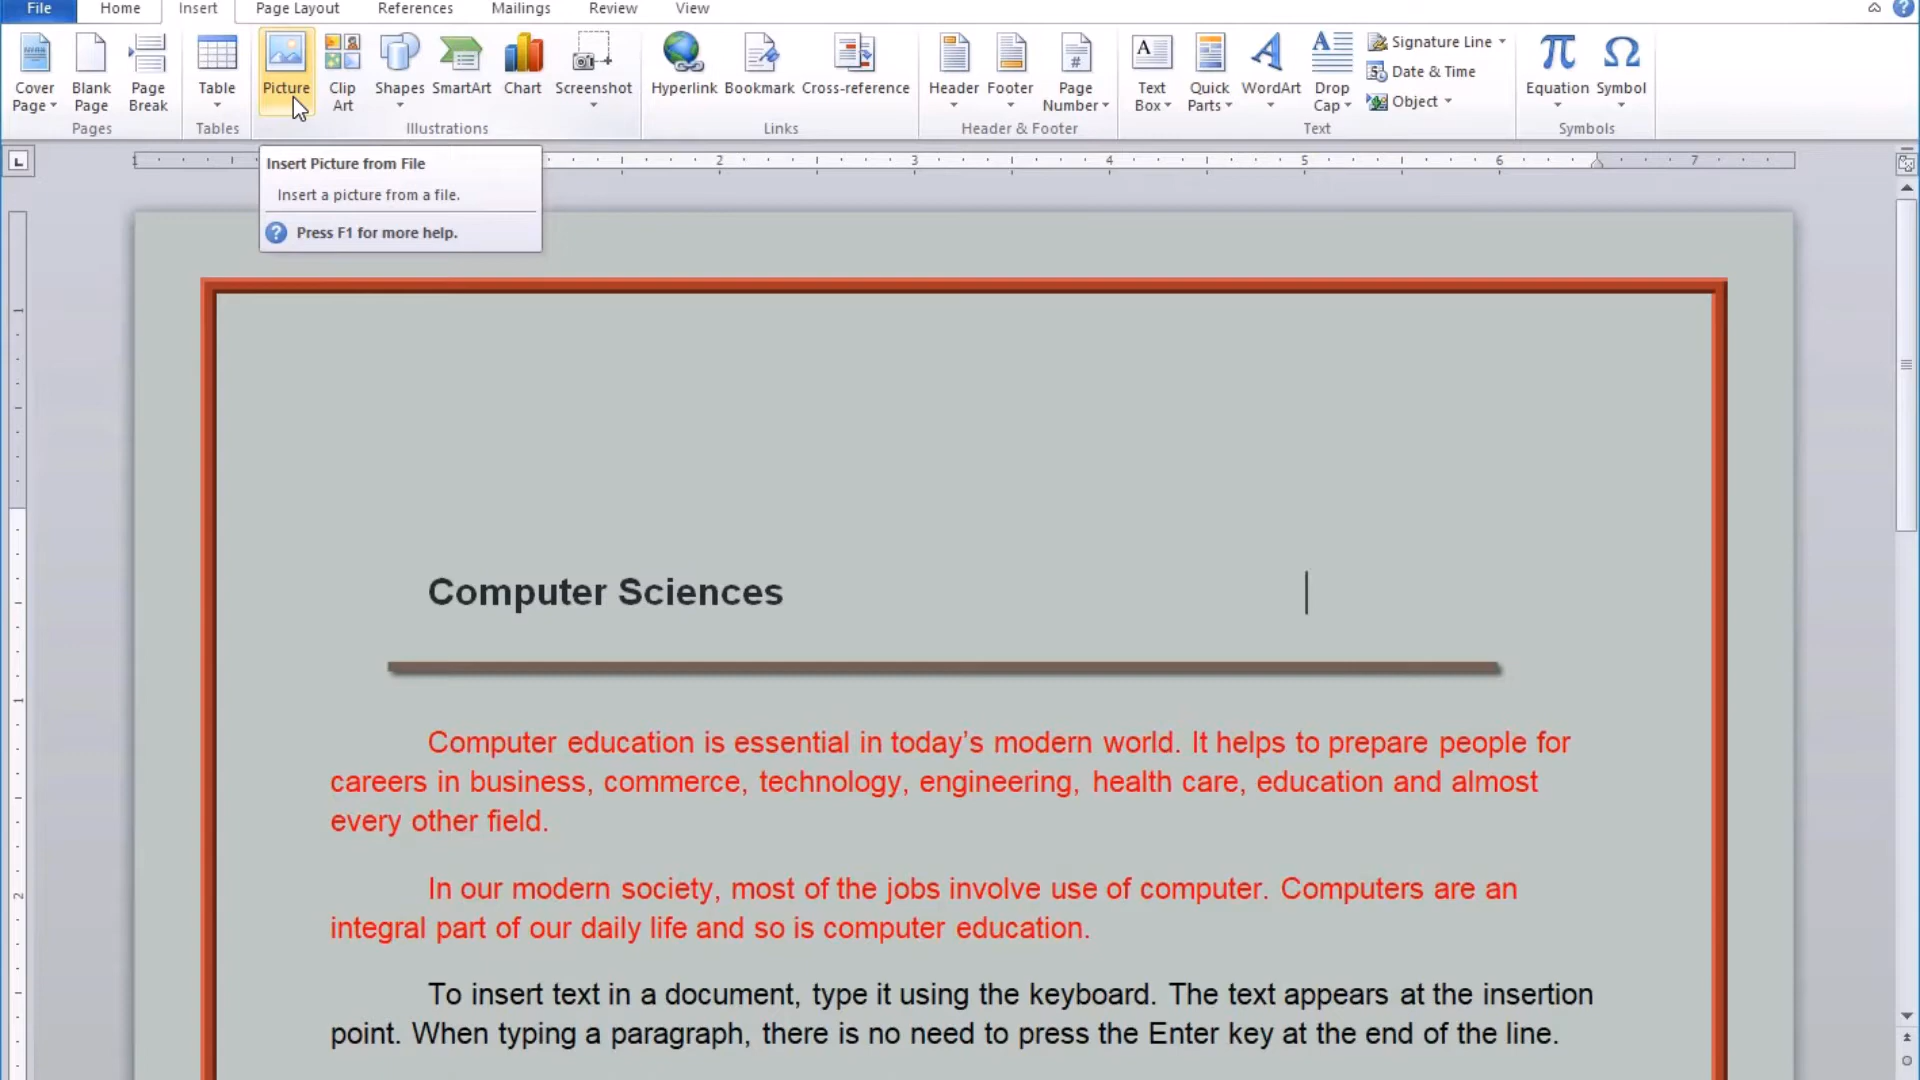 File Home Insert Page Layout References Mailings Review View
Cover Page Blank Page Page Break Table Picture Clip Art Shapes SmartArt Chart Screenshot Hyperlink Bookmark Cross-reference Header Footer Page Number Text Box Quick Parts WordArt Drop Cap Signature Line Date & Time Object Equation Symbol
Pages Tables Illustrations Links Header & Footer Text Symbols
1 2 3 4 5 6 7
Insert Picture from File
Insert a picture from a file.
Press F1 for more help.
Computer Sciences
Computer education is essential in today’s modern world. It helps to prepare people for
careers in business, commerce, technology, engineering, health care, education and almost
every other field.
In our modern society, most of the jobs involve use of computer. Computers are an
integral part of our daily life and so is computer education.
To insert text in a document, type it using the keyboard. The text appears at the insertion
point. When typing a paragraph, there is no need to press the Enter key at the end of the line.